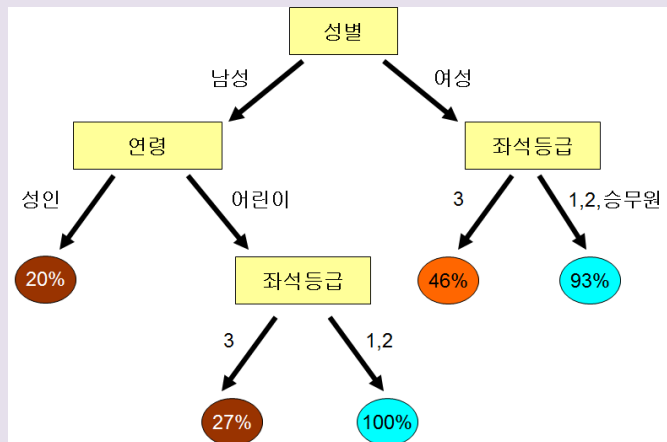 성별
남성
여성
연령
좌석등급
성인
어린이
3
1,2,승무원
20%
좌석등급
46%
93%
3
1,2
27%
100%